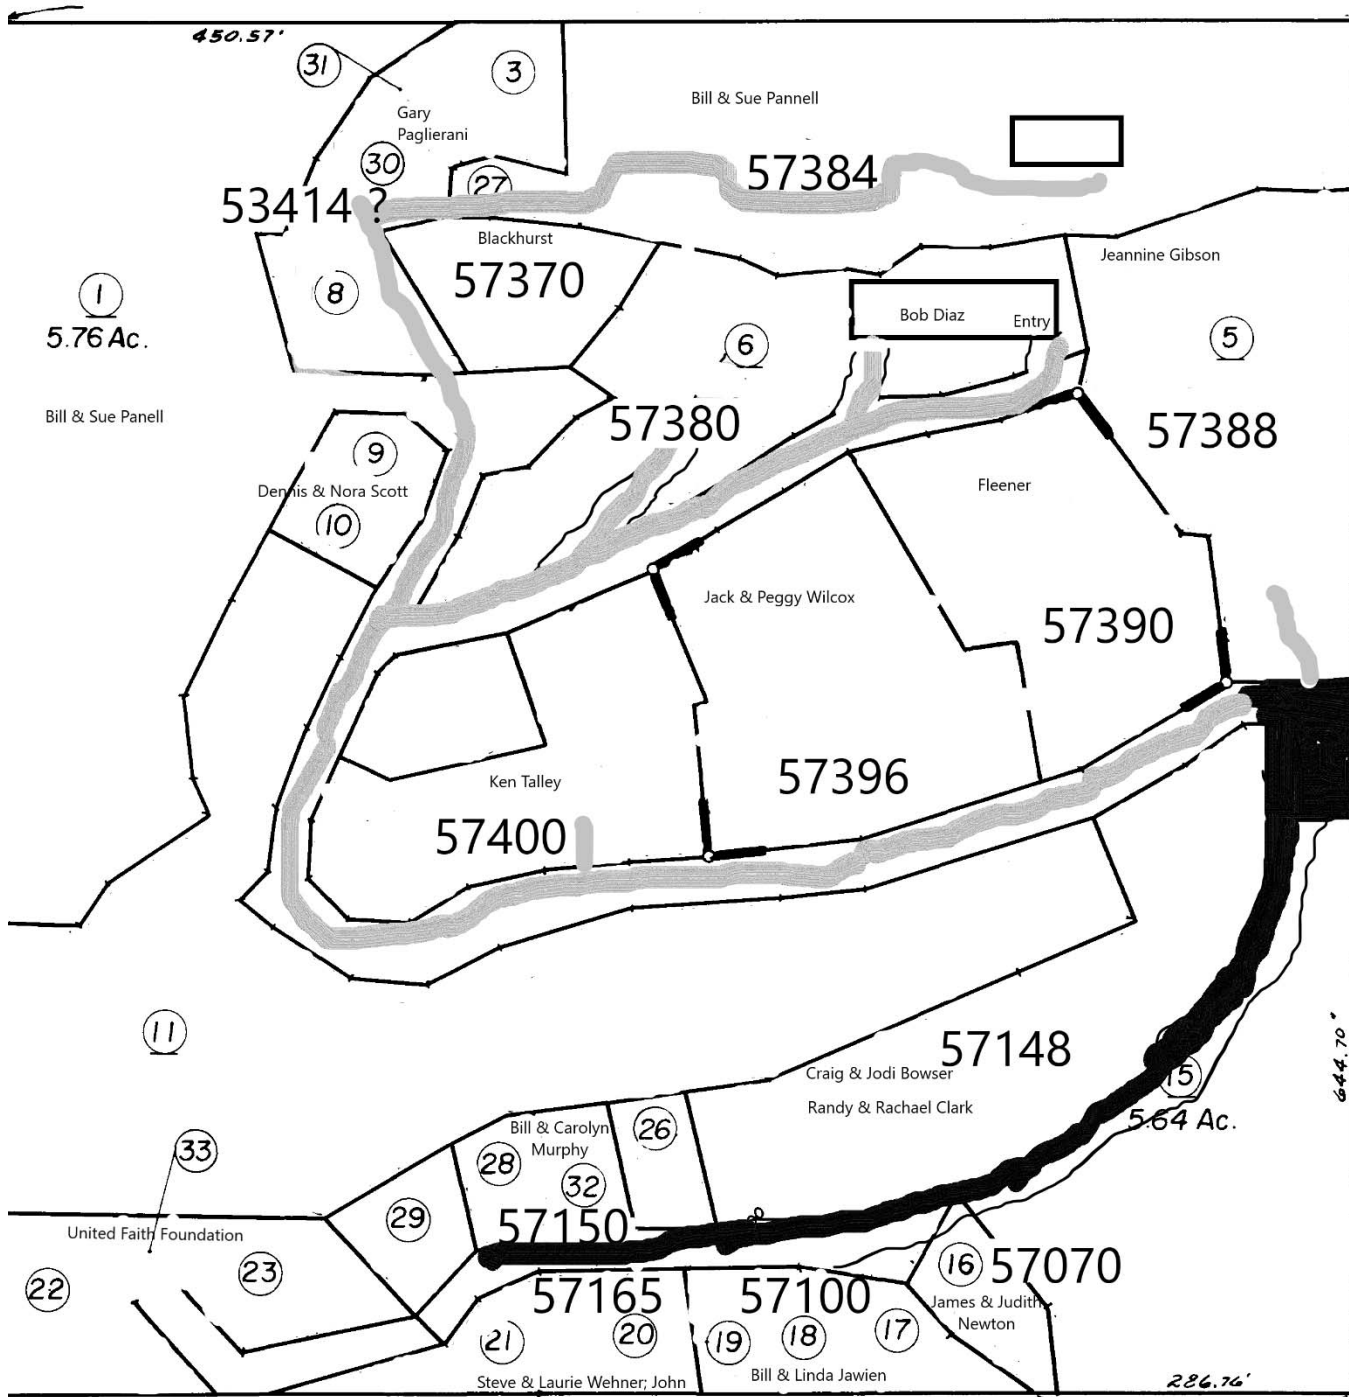 450.57'
31
3
Gary
Paglierani
Bill & Sue Pannell
30
27
57384
53414 ?
Blackhurst
57370
Jeannine Gibson
1
5.76 Ac.
8
6
Bob Diaz
Entry
5
Bill & Sue Panell
57380
57388
9
Dennis & Nora Scott
10
Fleener
Jack & Peggy Wilcox
57390
Ken Talley
57396
57400
11
57148
Craig & Jodi Bowser
15
644.70'
Randy & Rachael Clark
5.64 Ac.
Bill & Carolyn
Murphy
26
33
28
32
29
57150
United Faith Foundation
23
22
16
57070
57165
57100
James & Judith
Newton
21
20
19
18
17
Steve & Laurie Wehner; John
Bill & Linda Jawien
286.76'